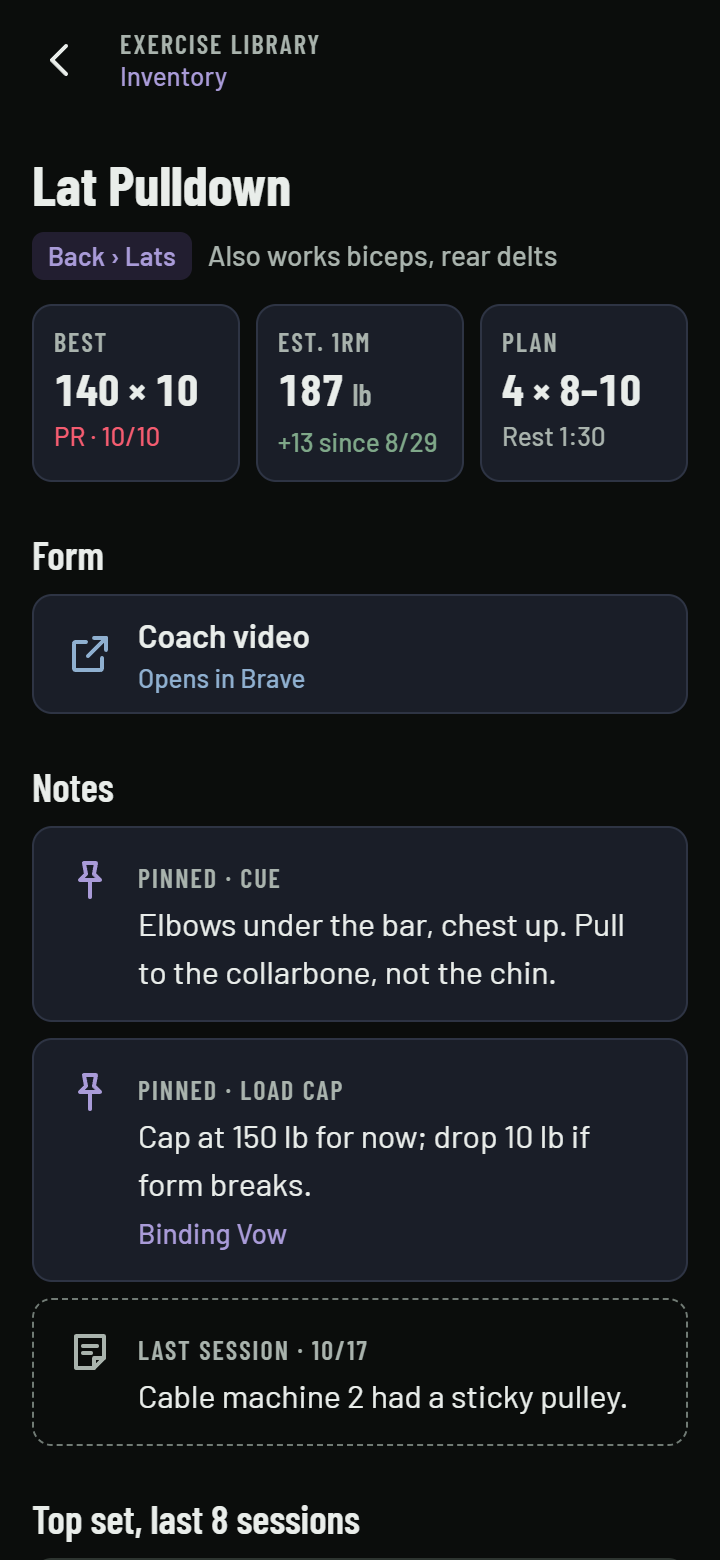 EXERCISE LIBRARY
Inventory
Lat Pulldown
Back › Lats
Also works biceps, rear delts
BEST
140 × 10
PR · 10/10
EST. 1RM
187 lb
+13 since 8/29
PLAN
4 × 8–10
Rest 1:30
Form
Coach video
Opens in Brave
Notes
PINNED · CUE
Elbows under the bar, chest up. Pull
to the collarbone, not the chin.
PINNED · LOAD CAP
Cap at 150 lb for now; drop 10 lb if
form breaks.
Binding Vow
LAST SESSION · 10/17
Cable machine 2 had a sticky pulley.
Top set, last 8 sessions